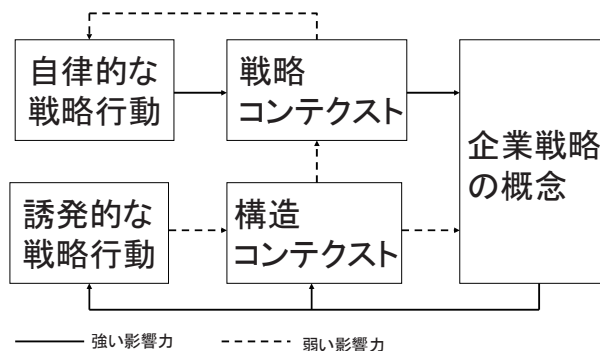 自律的な
戦略行動
戦略
コンテクスト
企業戦略
の概念
誘発的な
戦略行動
構造
コンテクスト
強い影響力
弱い影響力